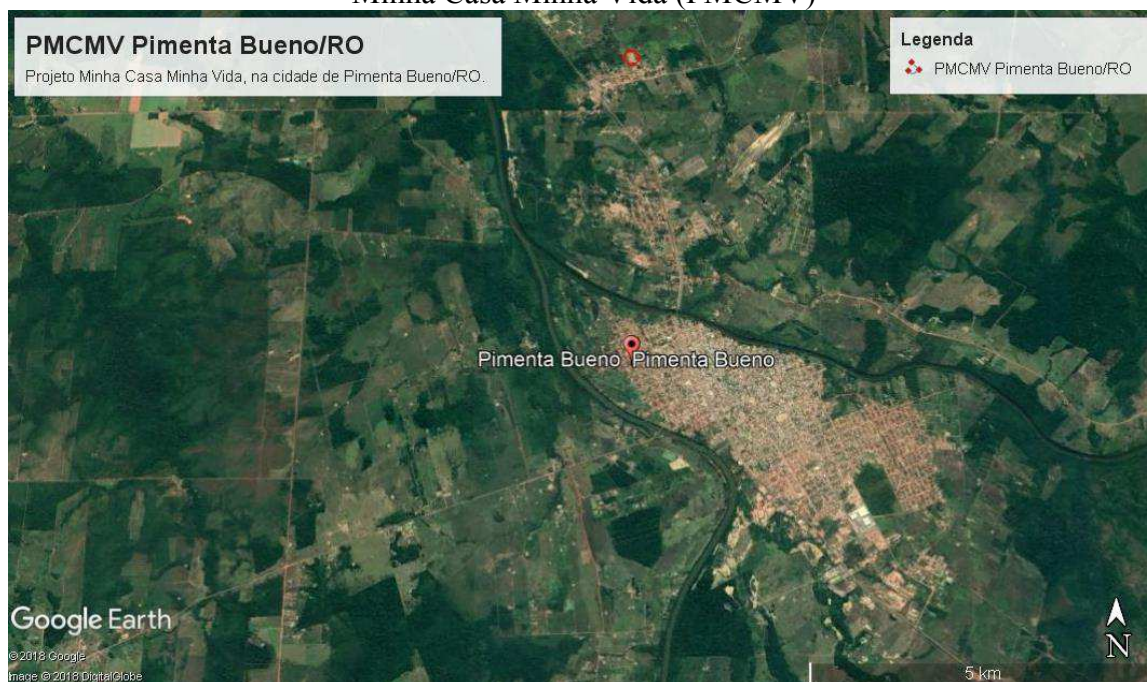 Minha Casa Minha Vida (PMCMV)
PMCMV Pimenta Bueno/RO
Projeto Minha Casa Minha Vida, na cidade de Pimenta Bueno/RO.
Legenda
PMCMV Pimenta Bueno/RO
Pimenta Bueno Pimenta Bueno
Google Earth
© 2018 Google
Image © 2018 DigitalGlobe
N
5 km